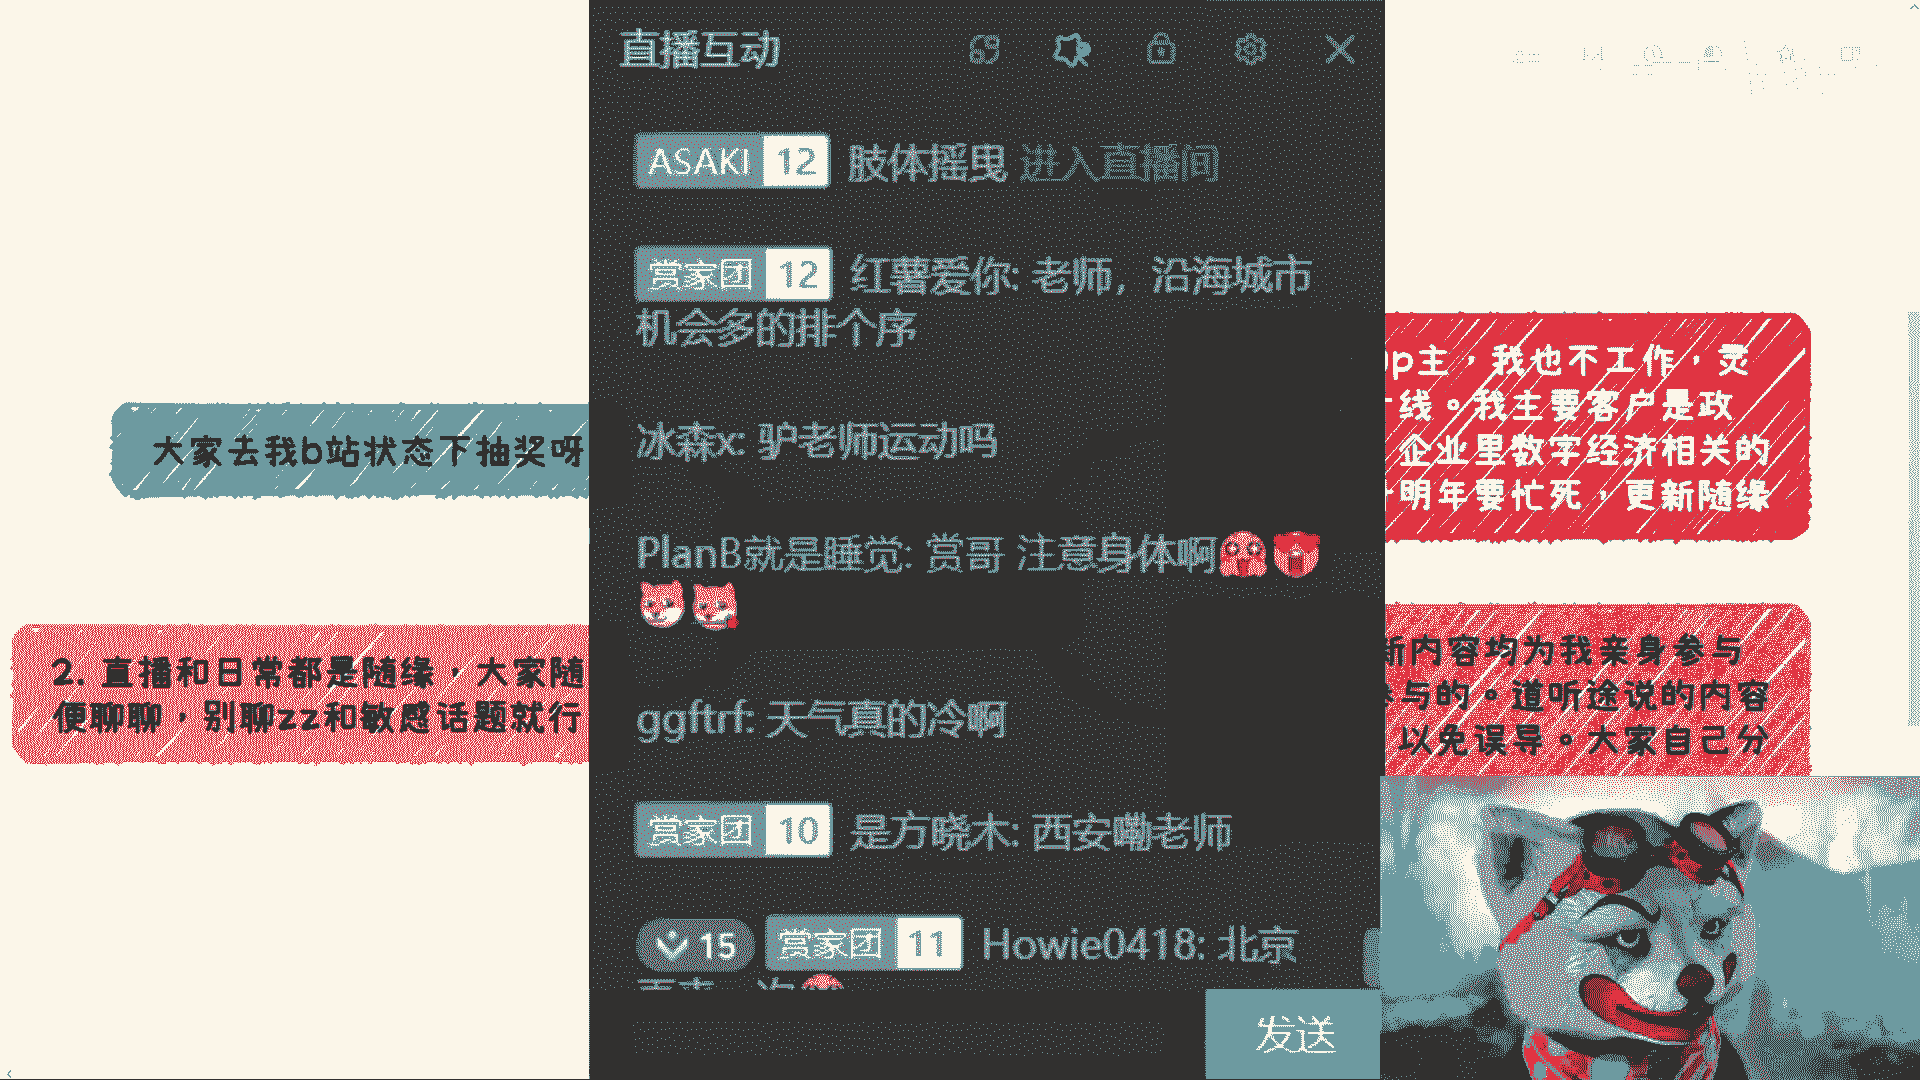 直播互动
ASAKI 12 肢体摇曳 进入直播间
赏家团 12 红薯爱你: 老师，沿海城市
机会多的排个序
冰森x: 驴老师运动吗
PlanB就是睡觉: 赏哥 注意身体啊
ggftrf: 天气真的冷啊
赏家团 10 是方晓木: 西安嘞老师
15 赏家团 11 Howie0418: 北京
发送
大家去我b站状态下抽奖呀
2. 直播和日常都是随缘，大家随
便聊聊，别聊zz和敏感话题就行
p主，我也不工作，灵
线。我主要客户是政
企业里数字经济相关的
明年要忙死，更新随缘
新内容均为我亲身参与
参与的。道听途说的内容
以免误导。大家自己分